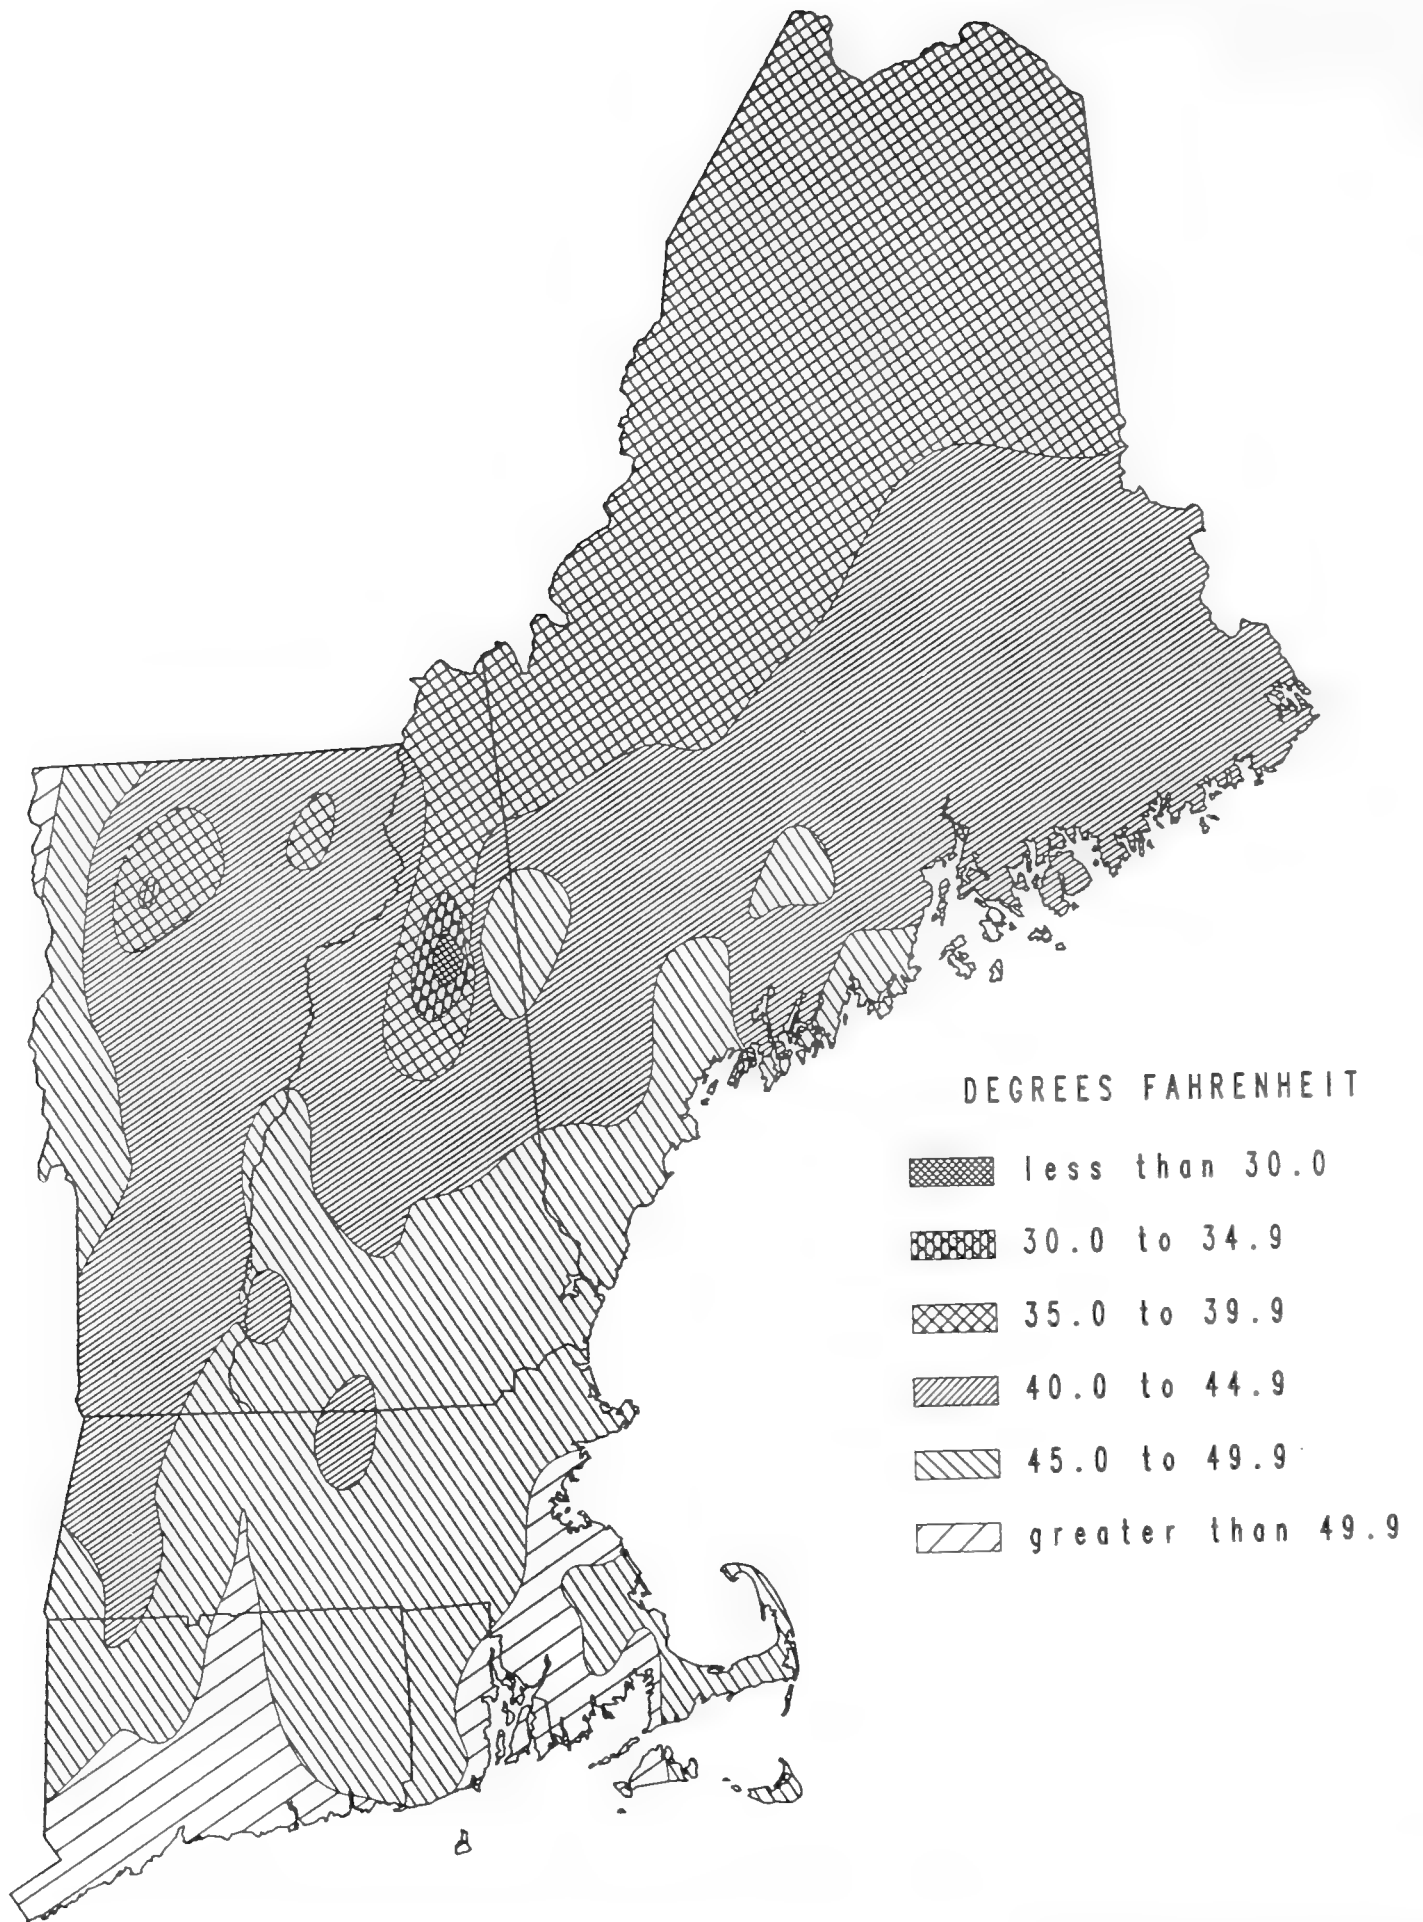 DEGREES FAHRENHEIT
less than 30.0
30.0 to 34.9
35.0 to 39.9
40.0 to 44.9
45.0 to 49.9
greater than 49.9